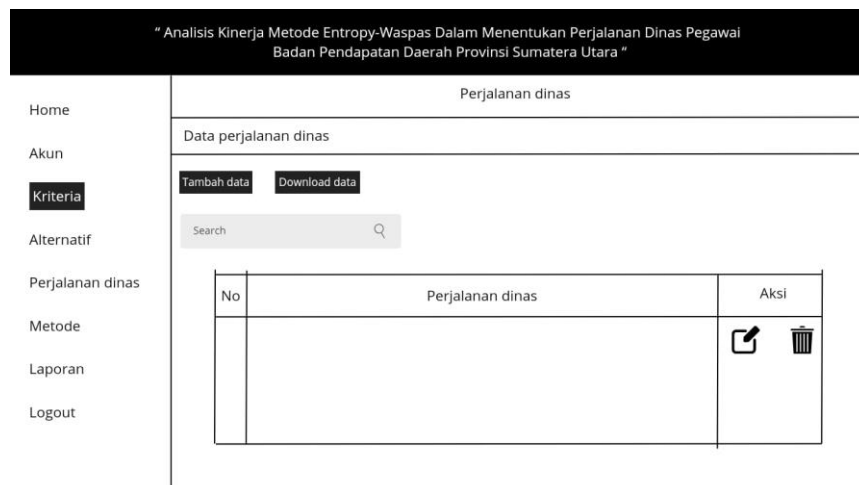 “ Analisis Kinerja Metode Entropy-Waspas Dalam Menentukan Perjalanan Dinas Pegawai
Badan Pendapatan Daerah Provinsi Sumatera Utara “
Home
Akun
Kriteria
Alternatif
Perjalanan dinas
Metode
Laporan
Logout
Perjalanan dinas
Data perjalanan dinas
Tambah data Download data
Search
No Perjalanan dinas Aksi